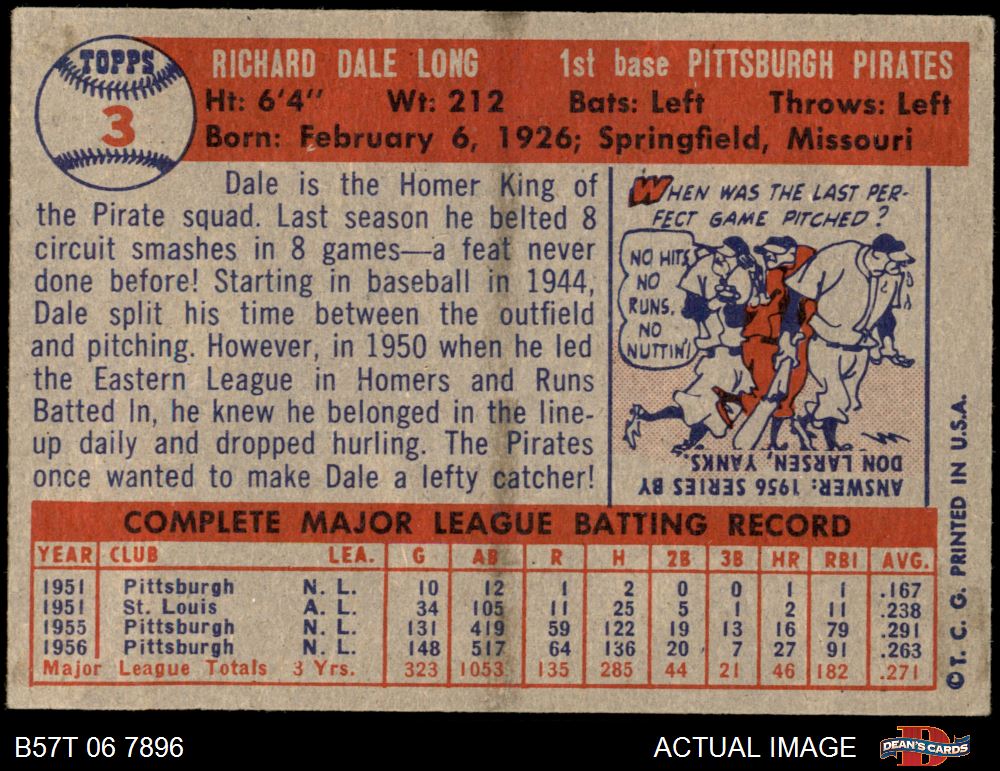 TOPPS
3
RICHARD DALE LONG 1st base PITTSBURGH PIRATES
Ht: 6'4" Wt: 212 Bats: Left Throws: Left
Born: February 6, 1926; Springfield, Missouri
Dale is the Homer King of
the Pirate squad. Last season he belted 8
circuit smashes in 8 games—a feat never
done before! Starting in baseball in 1944,
Dale split his time between the outfield
and pitching. However, in 1950 when he led
the Eastern League in Homers and Runs
Batted In, he knew he belonged in the line-
up daily and dropped hurling. The Pirates
once wanted to make Dale a lefty catcher!
WHEN WAS THE LAST PER-
FECT GAME PITCHED?
NO HITS
NO
RUNS.
NO
NUTTIN'!
ANSWER: 1956 SERIES BY
DON LARSEN, YANKS.
COMPLETE MAJOR LEAGUE BATTING RECORD
YEAR CLUB LEA. G AB R H 2B 3B HR RBI AVG.
1951 Pittsburgh N. L. 10 12 1 2 0 0 1 1 .167
1951 St. Louis A. L. 34 105 11 25 5 1 2 11 .238
1955 Pittsburgh N. L. 131 419 59 122 19 13 16 79 .291
1956 Pittsburgh N. L. 148 517 64 136 20 7 27 91 .263
Major League Totals 3 Yrs. 323 1053 135 285 44 21 46 182 .271
©T. C. G. PRINTED IN U.S.A.
B57T 06 7896
ACTUAL IMAGE
D
DEAN'S CARDS